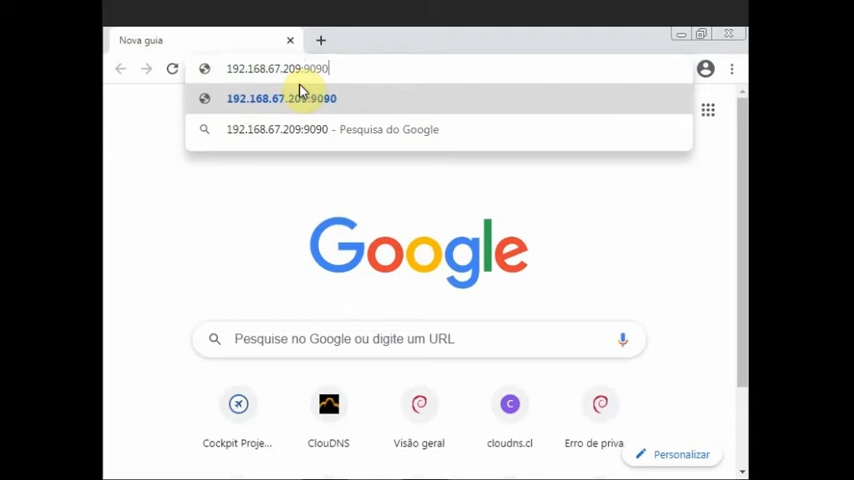 Nova guia
192.168.67.209:9090
192.168.67.209:9090
192.168.67.209:9090 - Pesquisa do Google
Google
Pesquise no Google ou digite um URL
Cockpit Proje... ClouDNS Visão geral cloudns.cl Erro de priva
C
Personalizar